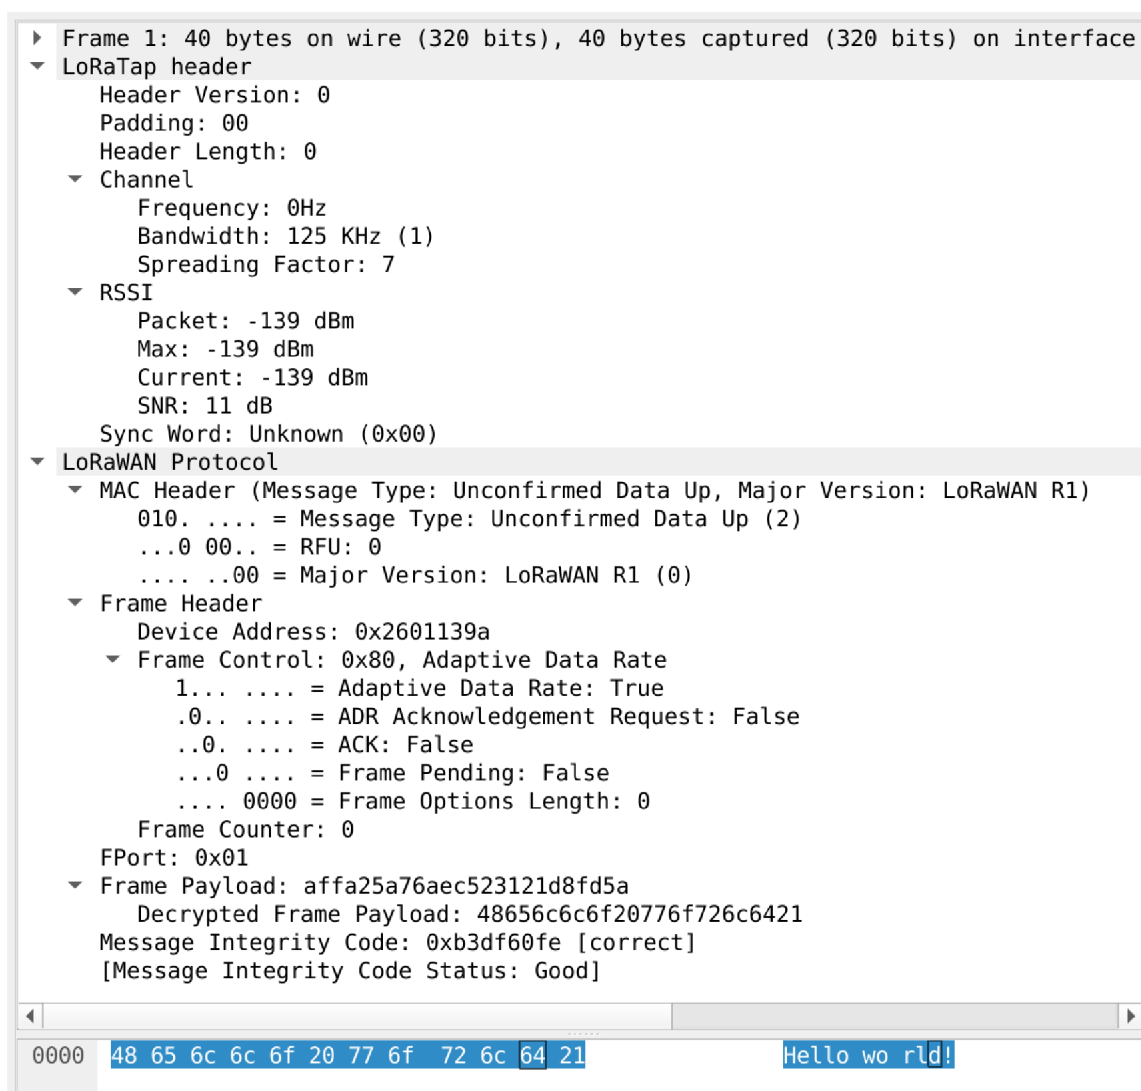 Frame 1: 40 bytes on wire (320 bits), 40 bytes captured (320 bits) on interface
LoRaTap header
Header Version: 0
Padding: 00
Header Length: 0
Channel
Frequency: 0Hz
Bandwidth: 125 KHz (1)
Spreading Factor: 7
RSSI
Packet: -139 dBm
Max: -139 dBm
Current: -139 dBm
SNR: 11 dB
Sync Word: Unknown (0x00)
LoRaWAN Protocol
MAC Header (Message Type: Unconfirmed Data Up, Major Version: LoRaWAN R1)
010. .... = Message Type: Unconfirmed Data Up (2)
...0 00.. = RFU: 0
.... ..00 = Major Version: LoRaWAN R1 (0)
Frame Header
Device Address: 0x2601139a
Frame Control: 0x80, Adaptive Data Rate
1... .... = Adaptive Data Rate: True
.0.. .... = ADR Acknowledgement Request: False
..0. .... = ACK: False
...0 .... = Frame Pending: False
.... 0000 = Frame Options Length: 0
Frame Counter: 0
FPort: 0x01
Frame Payload: affa25a76aec523121d8fd5a
Decrypted Frame Payload: 48656c6c6f20776f726c6421
Message Integrity Code: 0xb3df60fe [correct]
[Message Integrity Code Status: Good]
0000 48 65 6c 6c 6f 20 77 6f 72 6c 64 21 Hello wo rld!